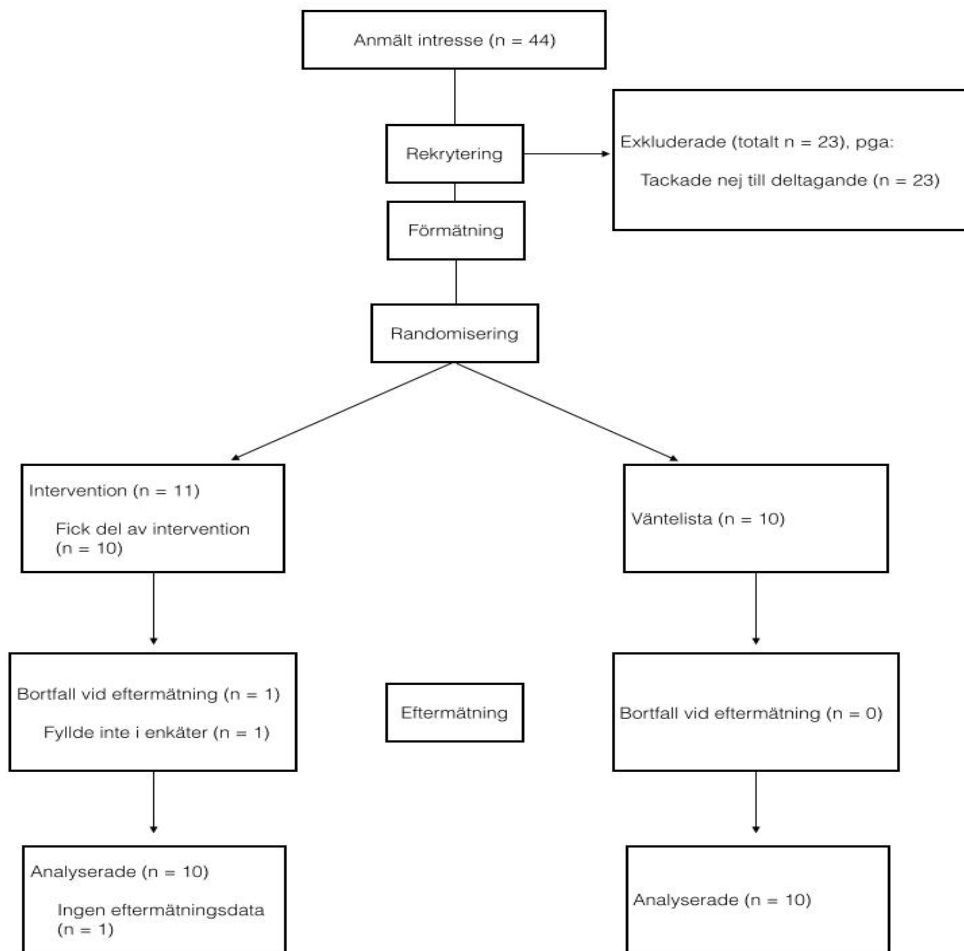 Anmält intresse (n = 44)
Rekrytering
Exkluderade (totalt n = 23), pga:
Tackade nej till deltagande (n = 23)
Förmätning
Randomisering
Intervention (n = 11)
Fick del av intervention
(n = 10)
Väntelista (n = 10)
Bortfall vid eftermätning (n = 1)
Fyllde inte i enkäter (n = 1)
Eftermätning
Bortfall vid eftermätning (n = 0)
Analyserade (n = 10)
Ingen eftermätningsdata
(n = 1)
Analyserade (n = 10)